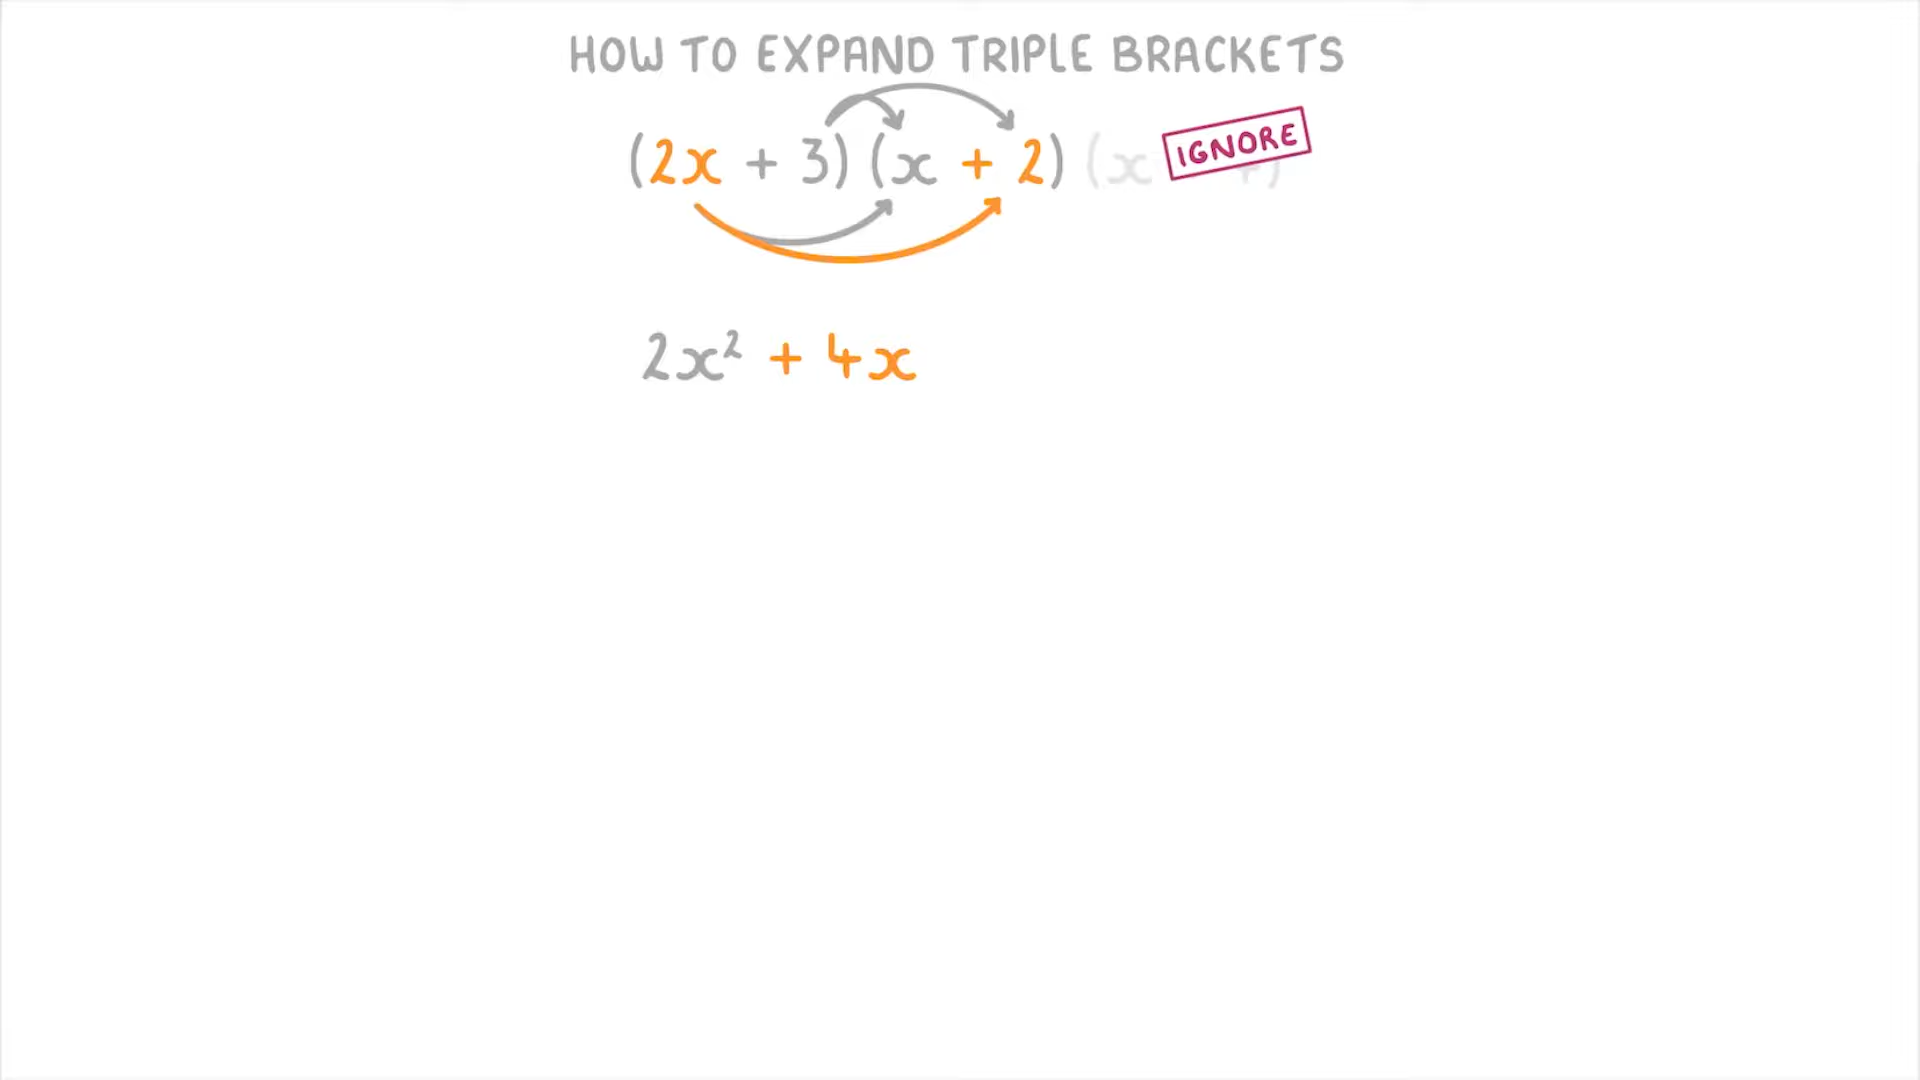 HOW TO EXPAND TRIPLE BRACKETS
(2x + 3)(x + 2)(x IGNORE )
2x² + 4x